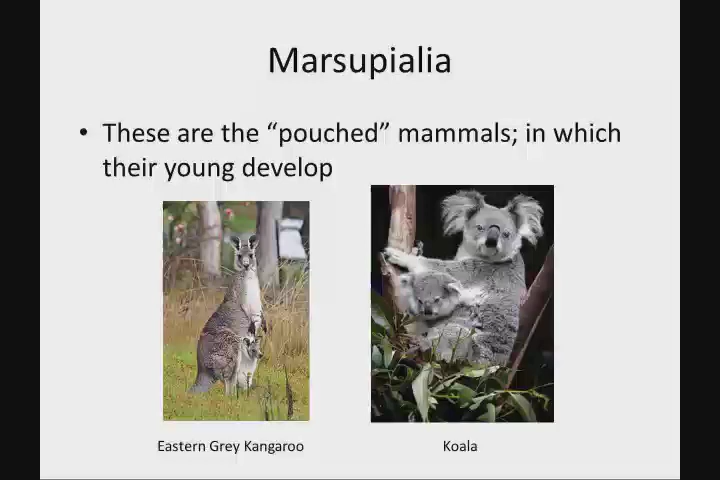 Marsupialia
• These are the “pouched” mammals; in which
their young develop
Eastern Grey Kangaroo
Koala